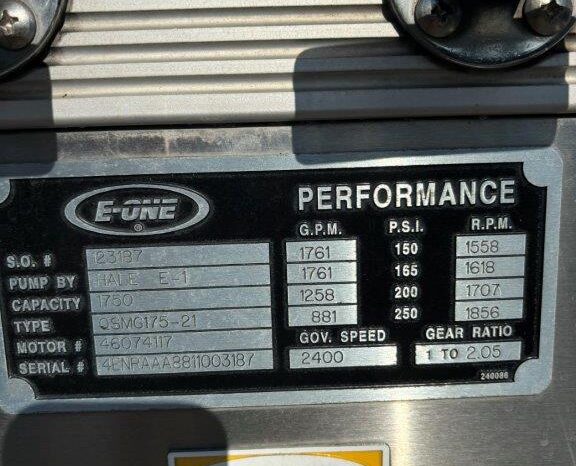 E-ONE
®
PERFORMANCE
G.P.M. P.S.I. R.P.M.
1761 150 1558
1761 165 1618
1258 200 1707
881 250 1856
S.O. # 123187
PUMP BY HALE E-1
CAPACITY 1750
TYPE QSMG175-21
MOTOR # 46074117
SERIAL # 4ENRAAA8811003187
GOV. SPEED GEAR RATIO
2400 1 TO 2.05
240086